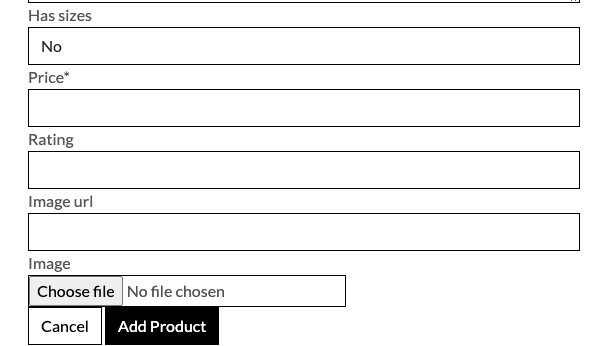 Has sizes
No
Price*
Rating
Image url
Image
Choose file No file chosen
Cancel Add Product